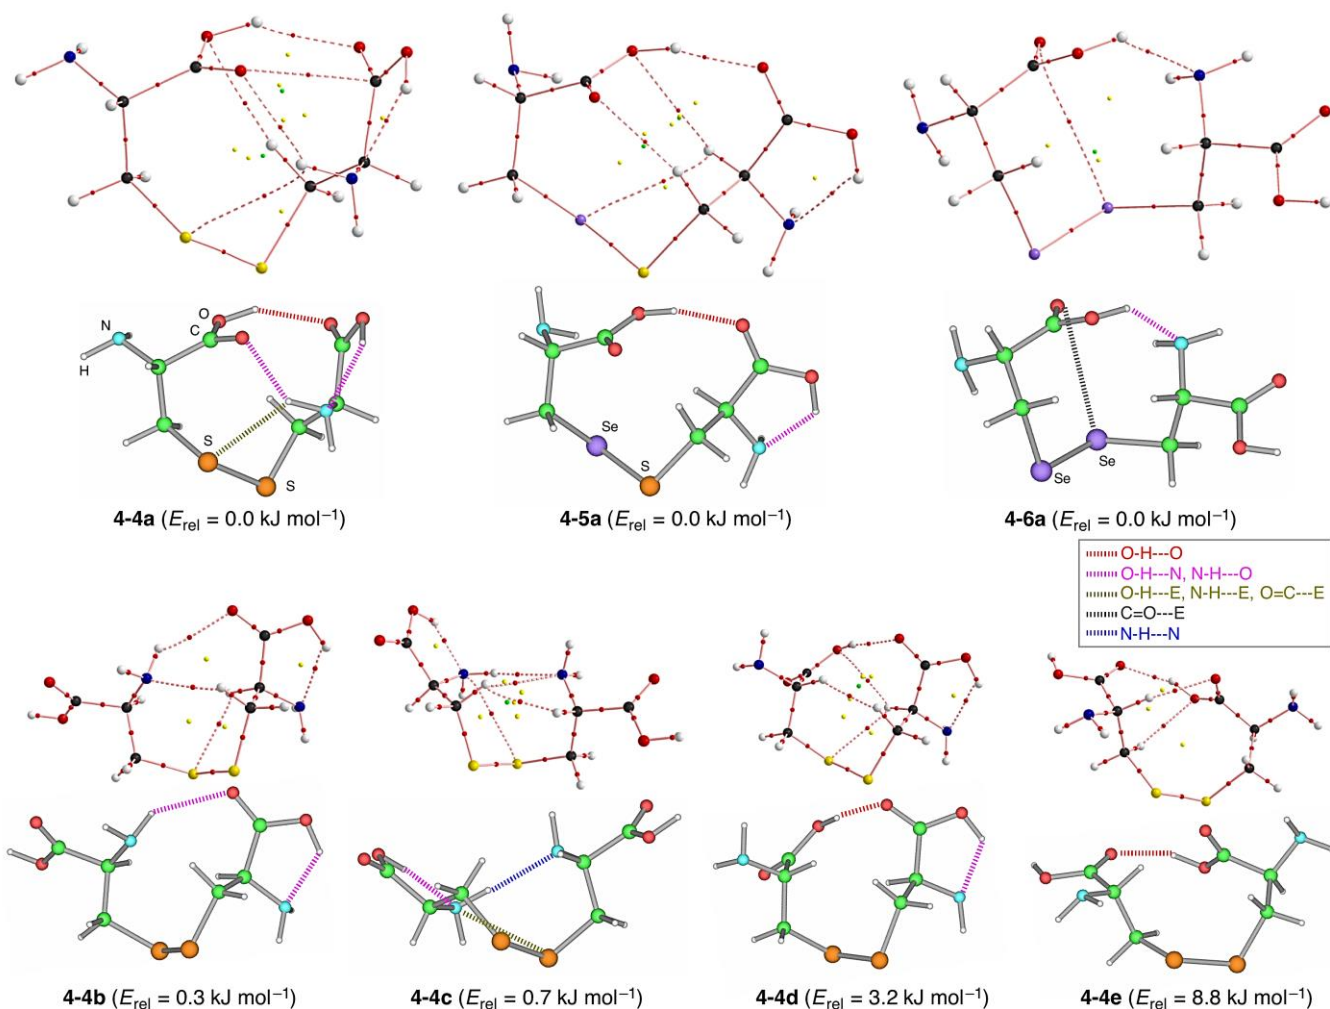 N
O
C
H
S
S
Se
S
Se
Se
4-4a (Erel = 0.0 kJ mol−1)
4-5a (Erel = 0.0 kJ mol−1)
4-6a (Erel = 0.0 kJ mol−1)
O-H---O
O-H---N, N-H---O
O-H---E, N-H---E, O=C---E
C=O---E
N-H---N
4-4b (Erel = 0.3 kJ mol−1)
4-4c (Erel = 0.7 kJ mol−1)
4-4d (Erel = 3.2 kJ mol−1)
4-4e (Erel = 8.8 kJ mol−1)